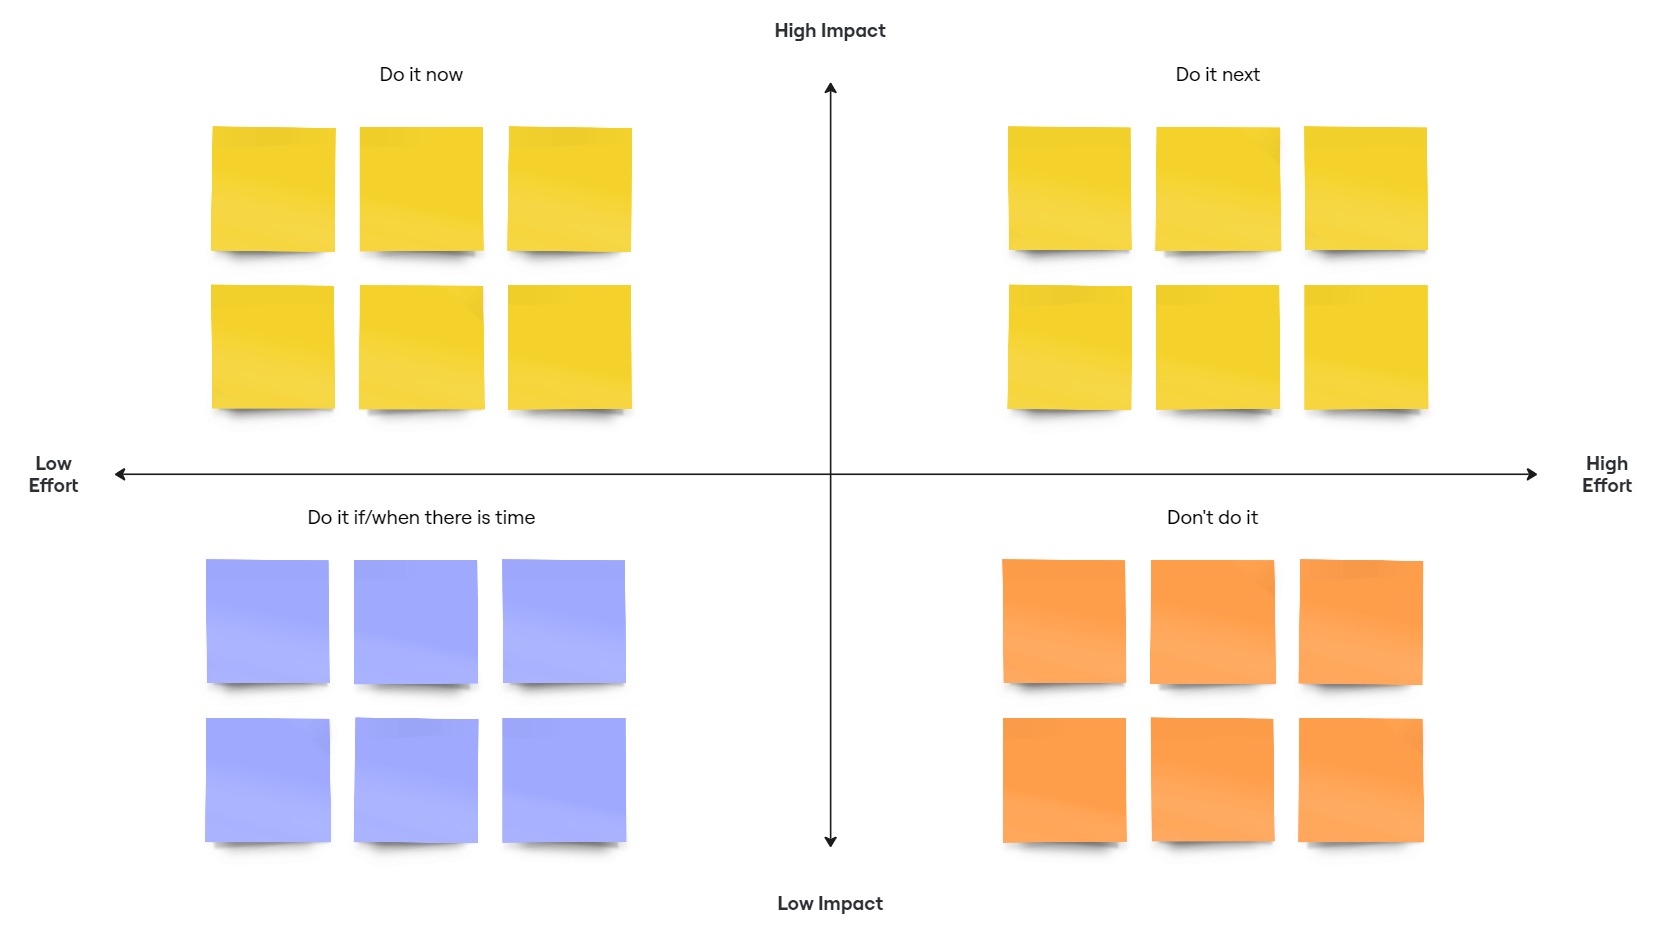 High Impact
Do it now
Do it next
Low
Effort
High
Effort
Do it if/when there is time
Don't do it
Low Impact